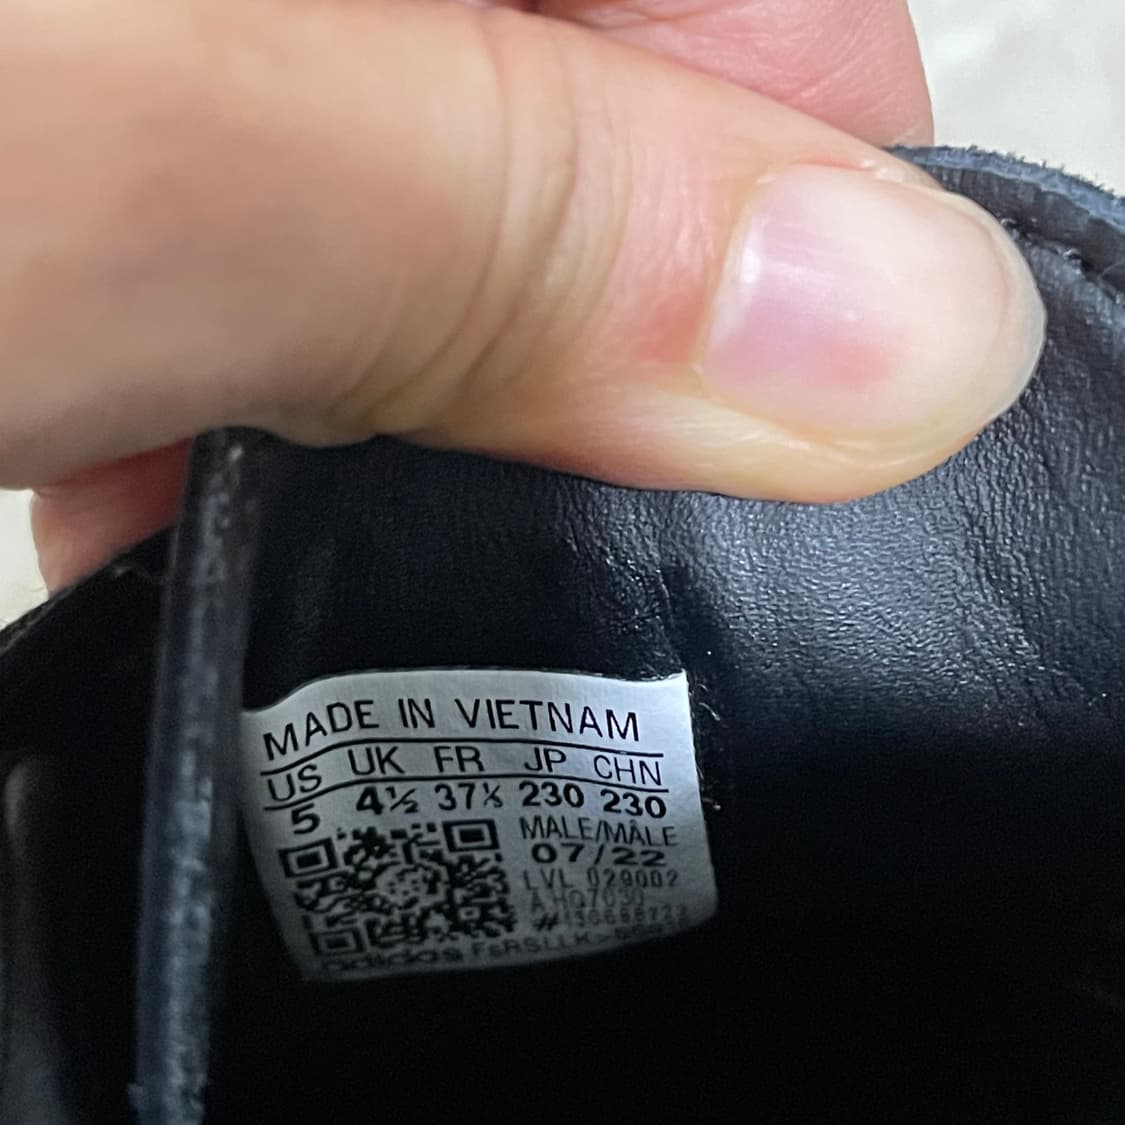 MADE IN VIETNAM
US UK FR JP CHN
5 4½ 37⅓ 230 230
MALE/MÂLE
07/22
LVL 029002
adidas